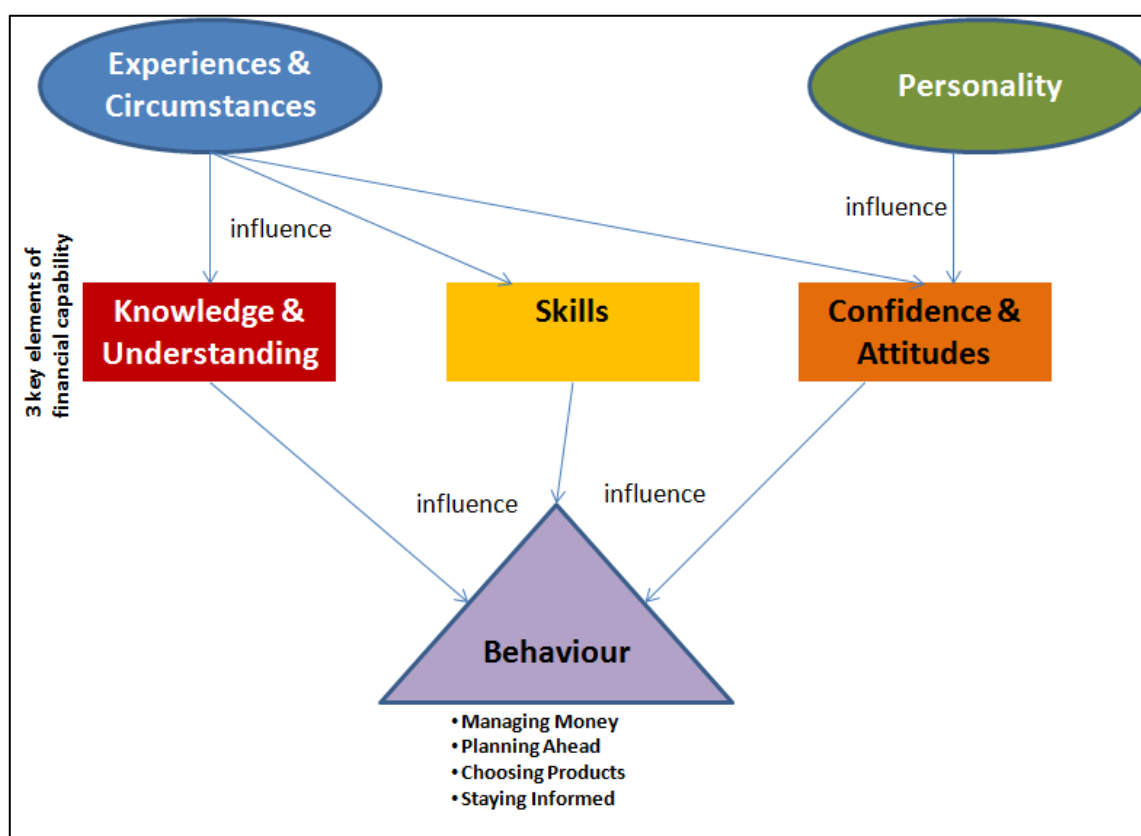 Experiences &
Circumstances
Personality
influence
influence
3 key elements of
financial capability
Knowledge &
Understanding
Skills
Confidence &
Attitudes
influence
influence
Behaviour
• Managing Money
• Planning Ahead
• Choosing Products
• Staying Informed